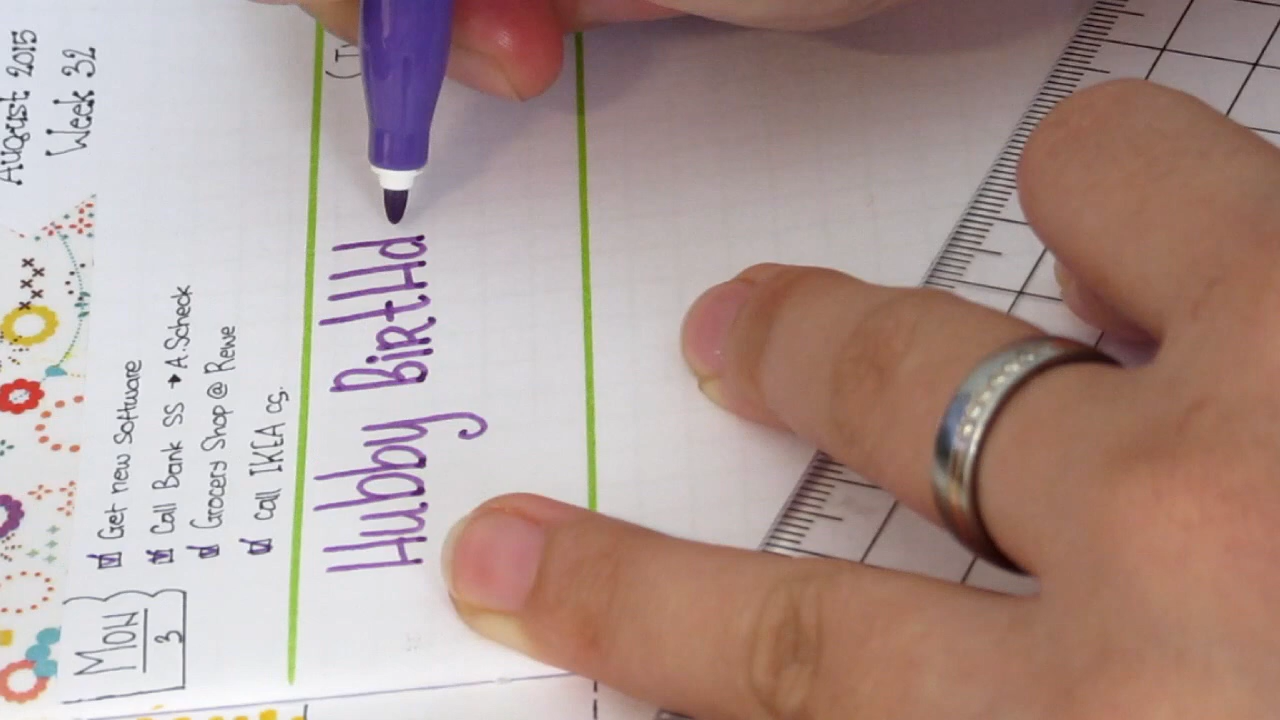 August 2015
Week 32
MON
3
Get new software
Call Bank SS → A.Scheck
Grocery Shop @ Rewe
call IKEA cs.
Hubby BirtHd